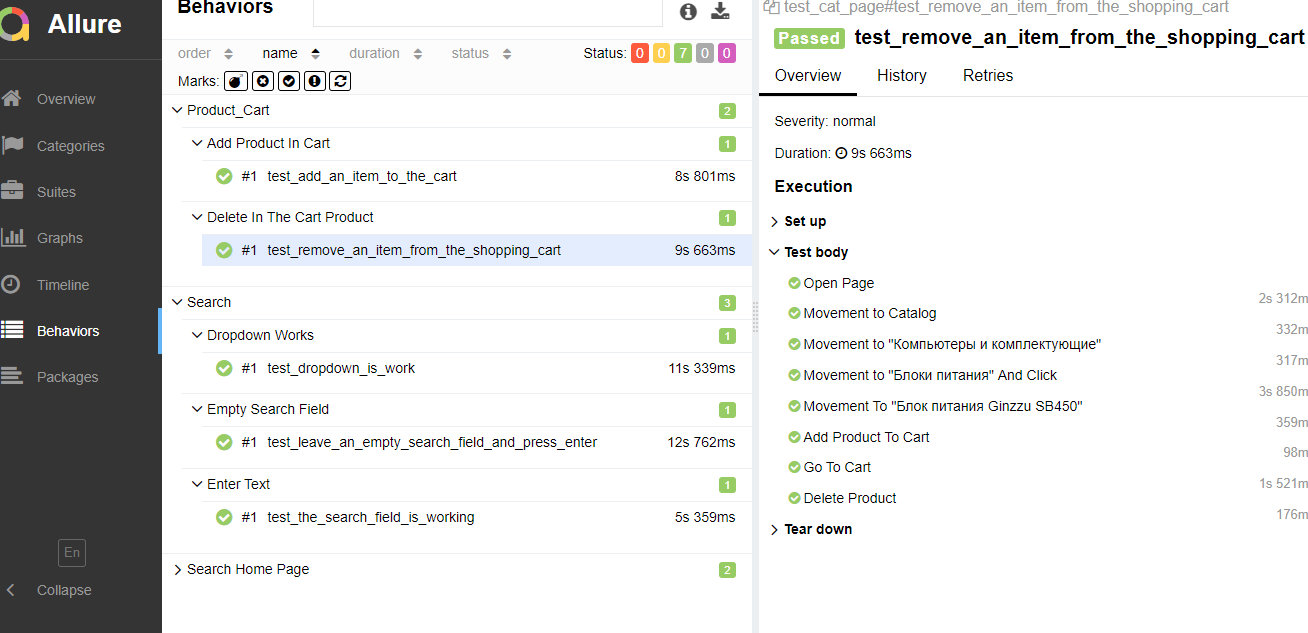 Allure
Overview
Categories
Suites
Graphs
Timeline
Behaviors
Packages
En
Collapse
Behaviors
order name duration status Status: 0 0 7 0 0
Marks:
Product_Cart 2
Add Product In Cart 1
#1 test_add_an_item_to_the_cart 8s 801ms
Delete In The Cart Product 1
#1 test_remove_an_item_from_the_shopping_cart 9s 663ms
Search 3
Dropdown Works 1
#1 test_dropdown_is_work 11s 339ms
Empty Search Field 1
#1 test_leave_an_empty_search_field_and_press_enter 12s 762ms
Enter Text 1
#1 test_the_search_field_is_working 5s 359ms
Search Home Page 2
test_cat_page#test_remove_an_item_from_the_shopping_cart
Passed test_remove_an_item_from_the_shopping_cart
Overview History Retries
Severity: normal
Duration: 9s 663ms
Execution
Set up
Test body
Open Page
2s 312m
Movement to Catalog
332m
Movement to "Компьютеры и комплектующие"
317m
Movement to "Блоки питания" And Click
3s 850m
Movement To "Блок питания Ginzzu SB450"
359m
Add Product To Cart
98m
Go To Cart
1s 521m
Delete Product
176m
Tear down